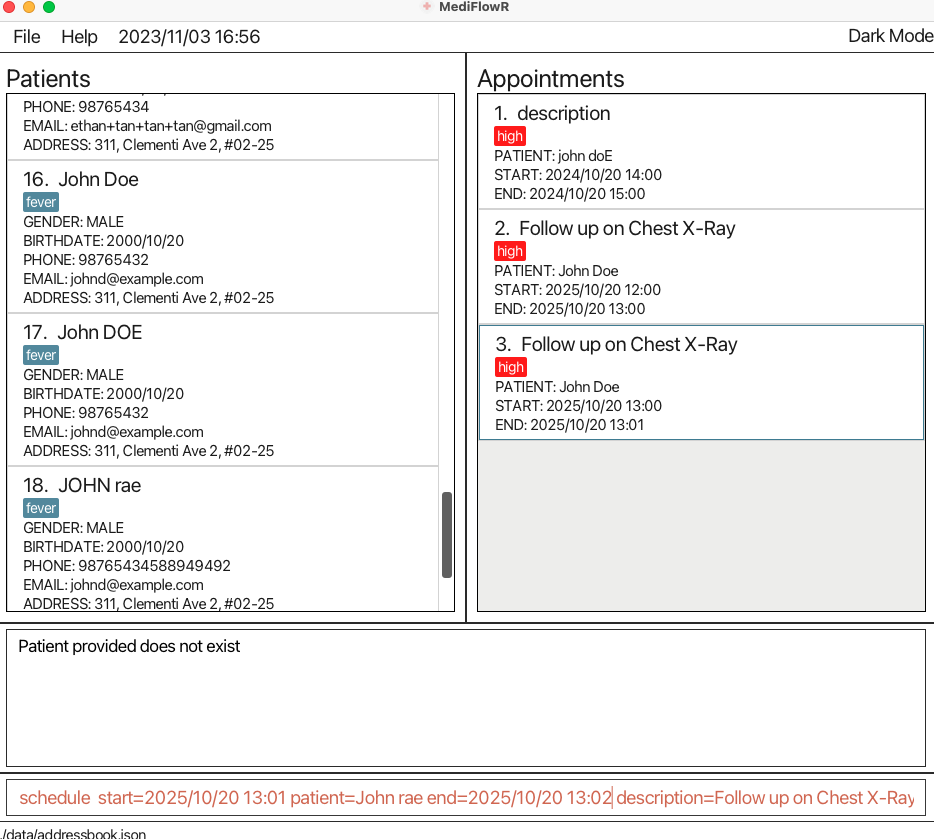 MediFlowR
File Help 2023/11/03 16:56 Dark Mode
Patients
PHONE: 98765434
EMAIL: ethan+tan+tan+tan@gmail.com
ADDRESS: 311, Clementi Ave 2, #02-25
16. John Doe
fever
GENDER: MALE
BIRTHDATE: 2000/10/20
PHONE: 98765432
EMAIL: johnd@example.com
ADDRESS: 311, Clementi Ave 2, #02-25
17. John DOE
fever
GENDER: MALE
BIRTHDATE: 2000/10/20
PHONE: 98765432
EMAIL: johnd@example.com
ADDRESS: 311, Clementi Ave 2, #02-25
18. JOHN rae
fever
GENDER: MALE
BIRTHDATE: 2000/10/20
PHONE: 98765434588949492
EMAIL: johnd@example.com
ADDRESS: 311, Clementi Ave 2, #02-25
Appointments
1. description
high
PATIENT: john doE
START: 2024/10/20 14:00
END: 2024/10/20 15:00
2. Follow up on Chest X-Ray
high
PATIENT: John Doe
START: 2025/10/20 12:00
END: 2025/10/20 13:00
3. Follow up on Chest X-Ray
high
PATIENT: John Doe
START: 2025/10/20 13:00
END: 2025/10/20 13:01
Patient provided does not exist
schedule start=2025/10/20 13:01 patient=John rae end=2025/10/20 13:02 description=Follow up on Chest X-Ray
./data/addressbook.json